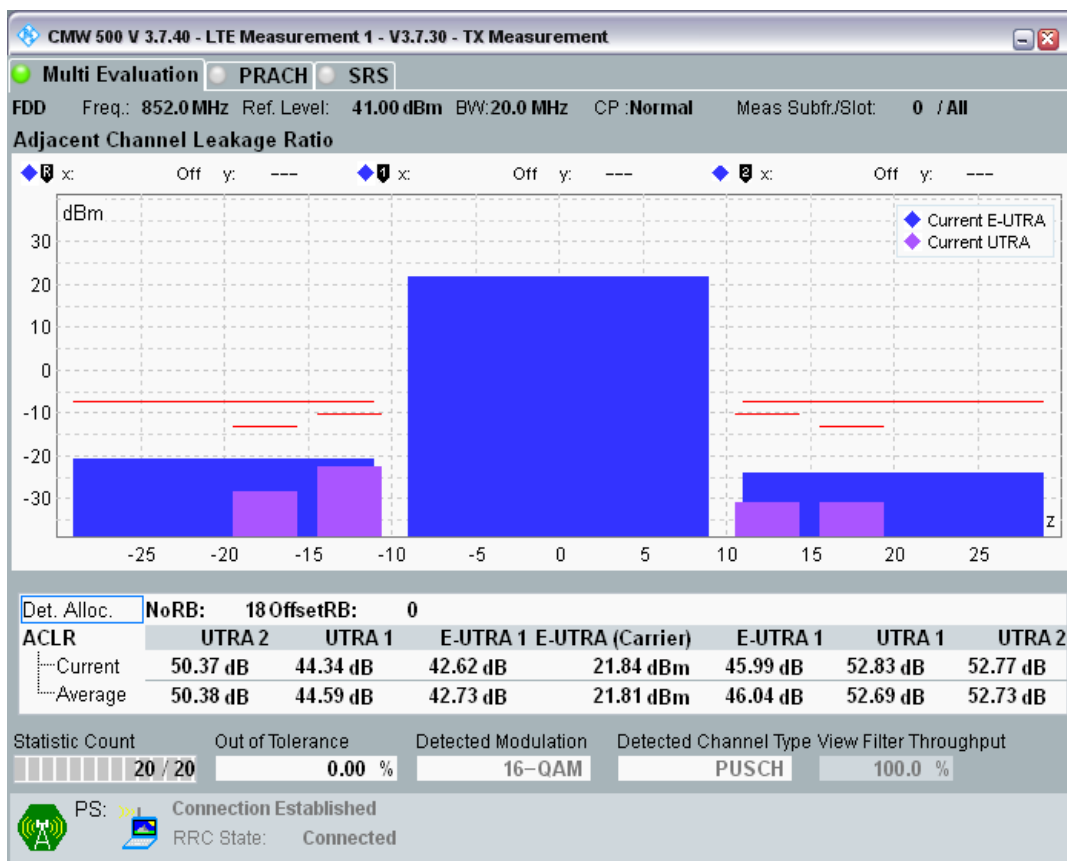 CMW 500 V 3.7.40 - LTE Measurement 1 - V3.7.30 - TX Measurement
Multi Evaluation PRACH SRS
FDD Freq.: 852.0 MHz Ref. Level: 41.00 dBm BW:20.0 MHz CP :Normal Meas Subfr./Slot: 0 / All
Adjacent Channel Leakage Ratio
R x: Off y: --- 1 x: Off y: --- 2 x: Off y: ---
dBm
Current E-UTRA
Current UTRA
30
20
10
0
-10
-20
-30
z
-25 -20 -15 -10 -5 0 5 10 15 20 25
Det. Alloc. NoRB: 18 OffsetRB: 0
ACLR UTRA 2 UTRA 1 E-UTRA 1 E-UTRA (Carrier) E-UTRA 1 UTRA 1 UTRA 2
Current 50.37 dB 44.34 dB 42.62 dB 21.84 dBm 45.99 dB 52.83 dB 52.77 dB
Average 50.38 dB 44.59 dB 42.73 dB 21.81 dBm 46.04 dB 52.69 dB 52.73 dB
Statistic Count Out of Tolerance Detected Modulation Detected Channel Type View Filter Throughput
20 / 20 0.00 % 16-QAM PUSCH 100.0 %
PS: Connection Established
RRC State: Connected